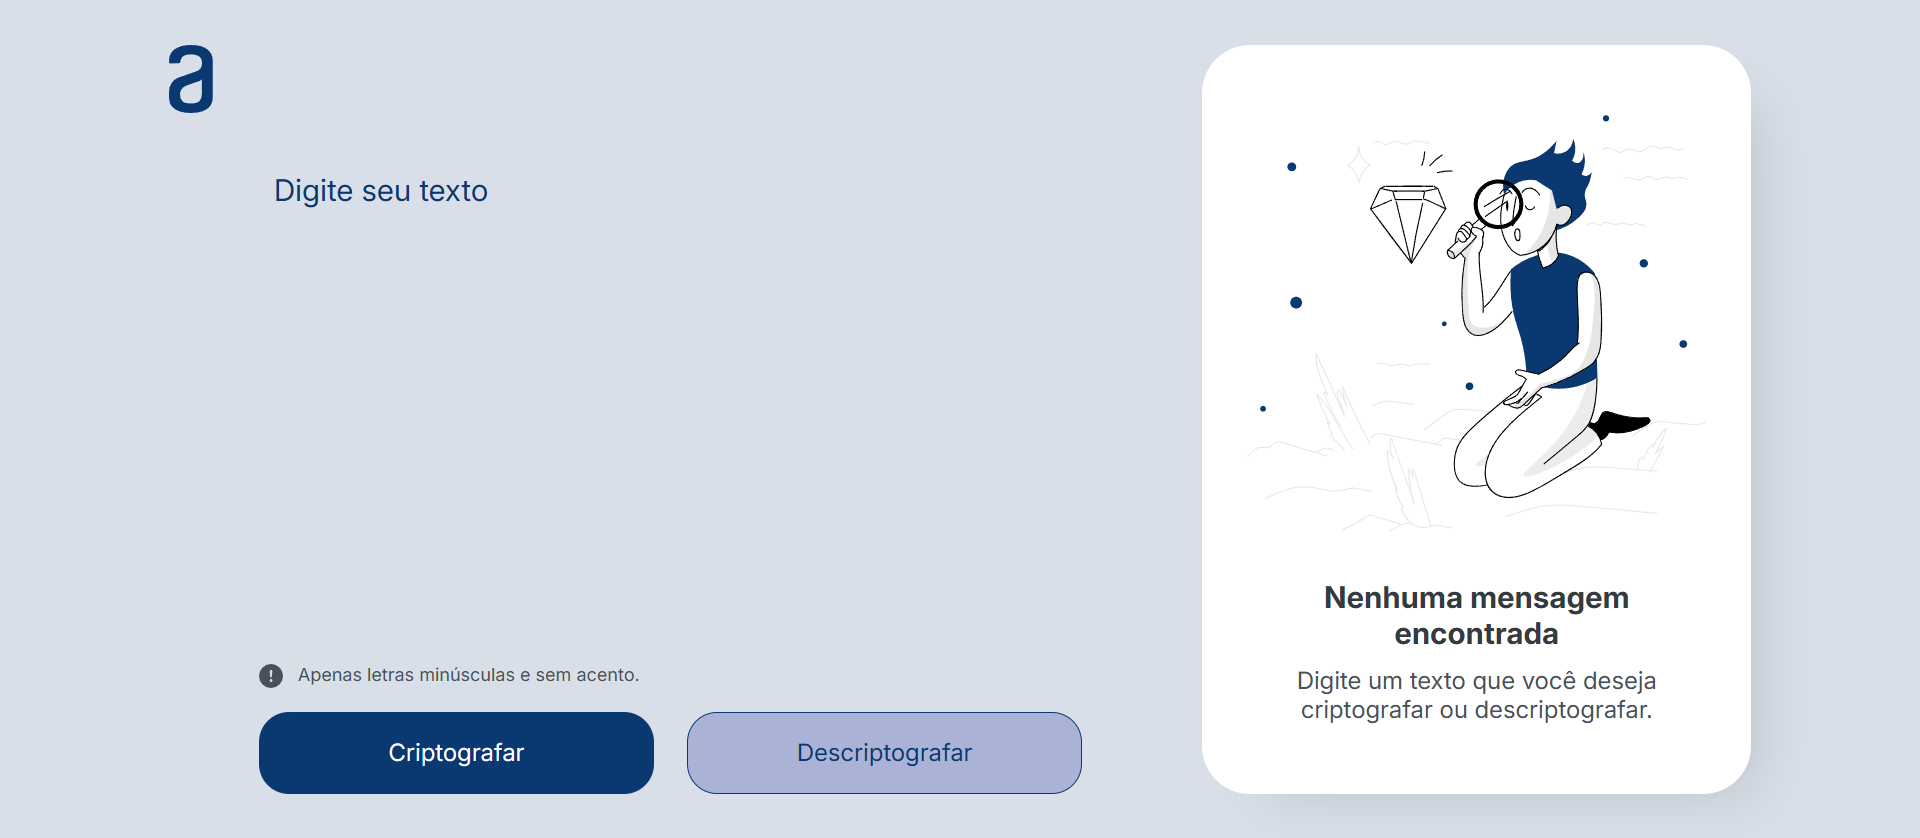 a
Digite seu texto
Apenas letras minúsculas e sem acento.
Criptografar
Descriptografar
Nenhuma mensagem
encontrada
Digite um texto que você deseja
criptografar ou descriptografar.